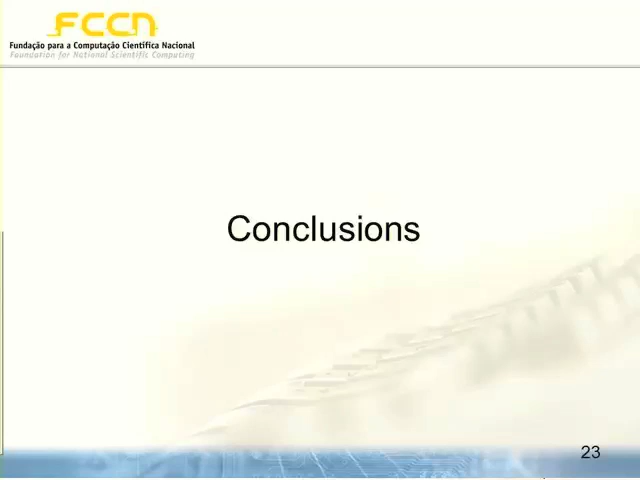 FCCN
Fundação para a Computação Científica Nacional
Foundation for National Scientific Computing
Conclusions
23